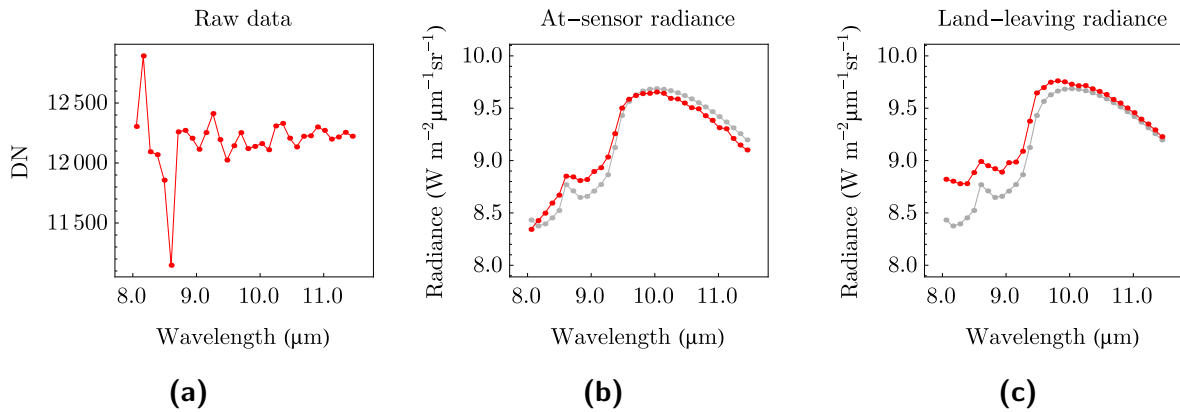 Raw data
DN
12 500
12 000
11 500
8.0 9.0 10.0 11.0
Wavelength (μm)
(a)
At−sensor radiance
Radiance (W m⁻²μm⁻¹sr⁻¹)
10.0
9.5
9.0
8.5
8.0
8.0 9.0 10.0 11.0
Wavelength (μm)
(b)
Land−leaving radiance
Radiance (W m⁻²μm⁻¹sr⁻¹)
10.0
9.5
9.0
8.5
8.0
8.0 9.0 10.0 11.0
Wavelength (μm)
(c)